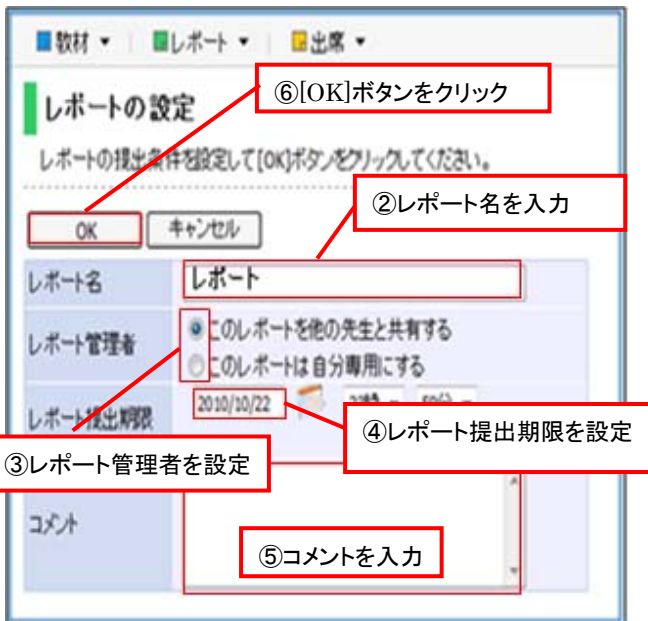 教材 ▼ レポート ▼ 出席 ▼
⑥[OK]ボタンをクリック
レポートの設定
レポートの提出条件を設定して[OK]ボタンをクリックしてください。
②レポート名を入力
OK キャンセル
レポート名 レポート
レポート管理者 このレポートを他の先生と共有する
このレポートは自分専用にする
レポート提出期限 2010/10/22
④レポート提出期限を設定
③レポート管理者を設定
コメント
⑤コメントを入力